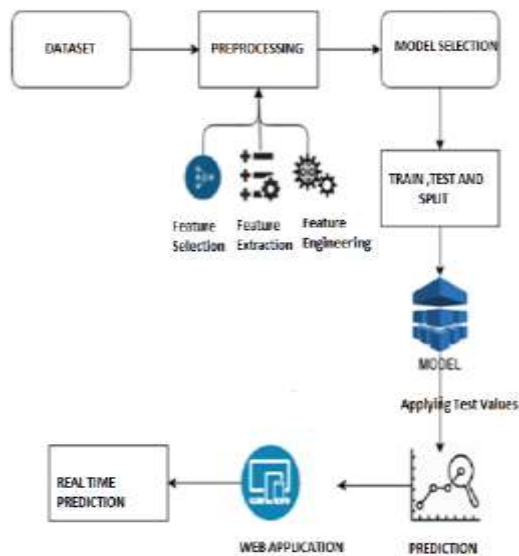 DATASET
PREPROCESSING
MODEL SELECTION
TRAIN ,TEST AND
SPLIT
Feature
Selection
Feature
Extraction
Feature
Engineering
MODEL
Applying Test Values
REAL TIME
PREDICTION
WEB APPLICATION
PREDICTION